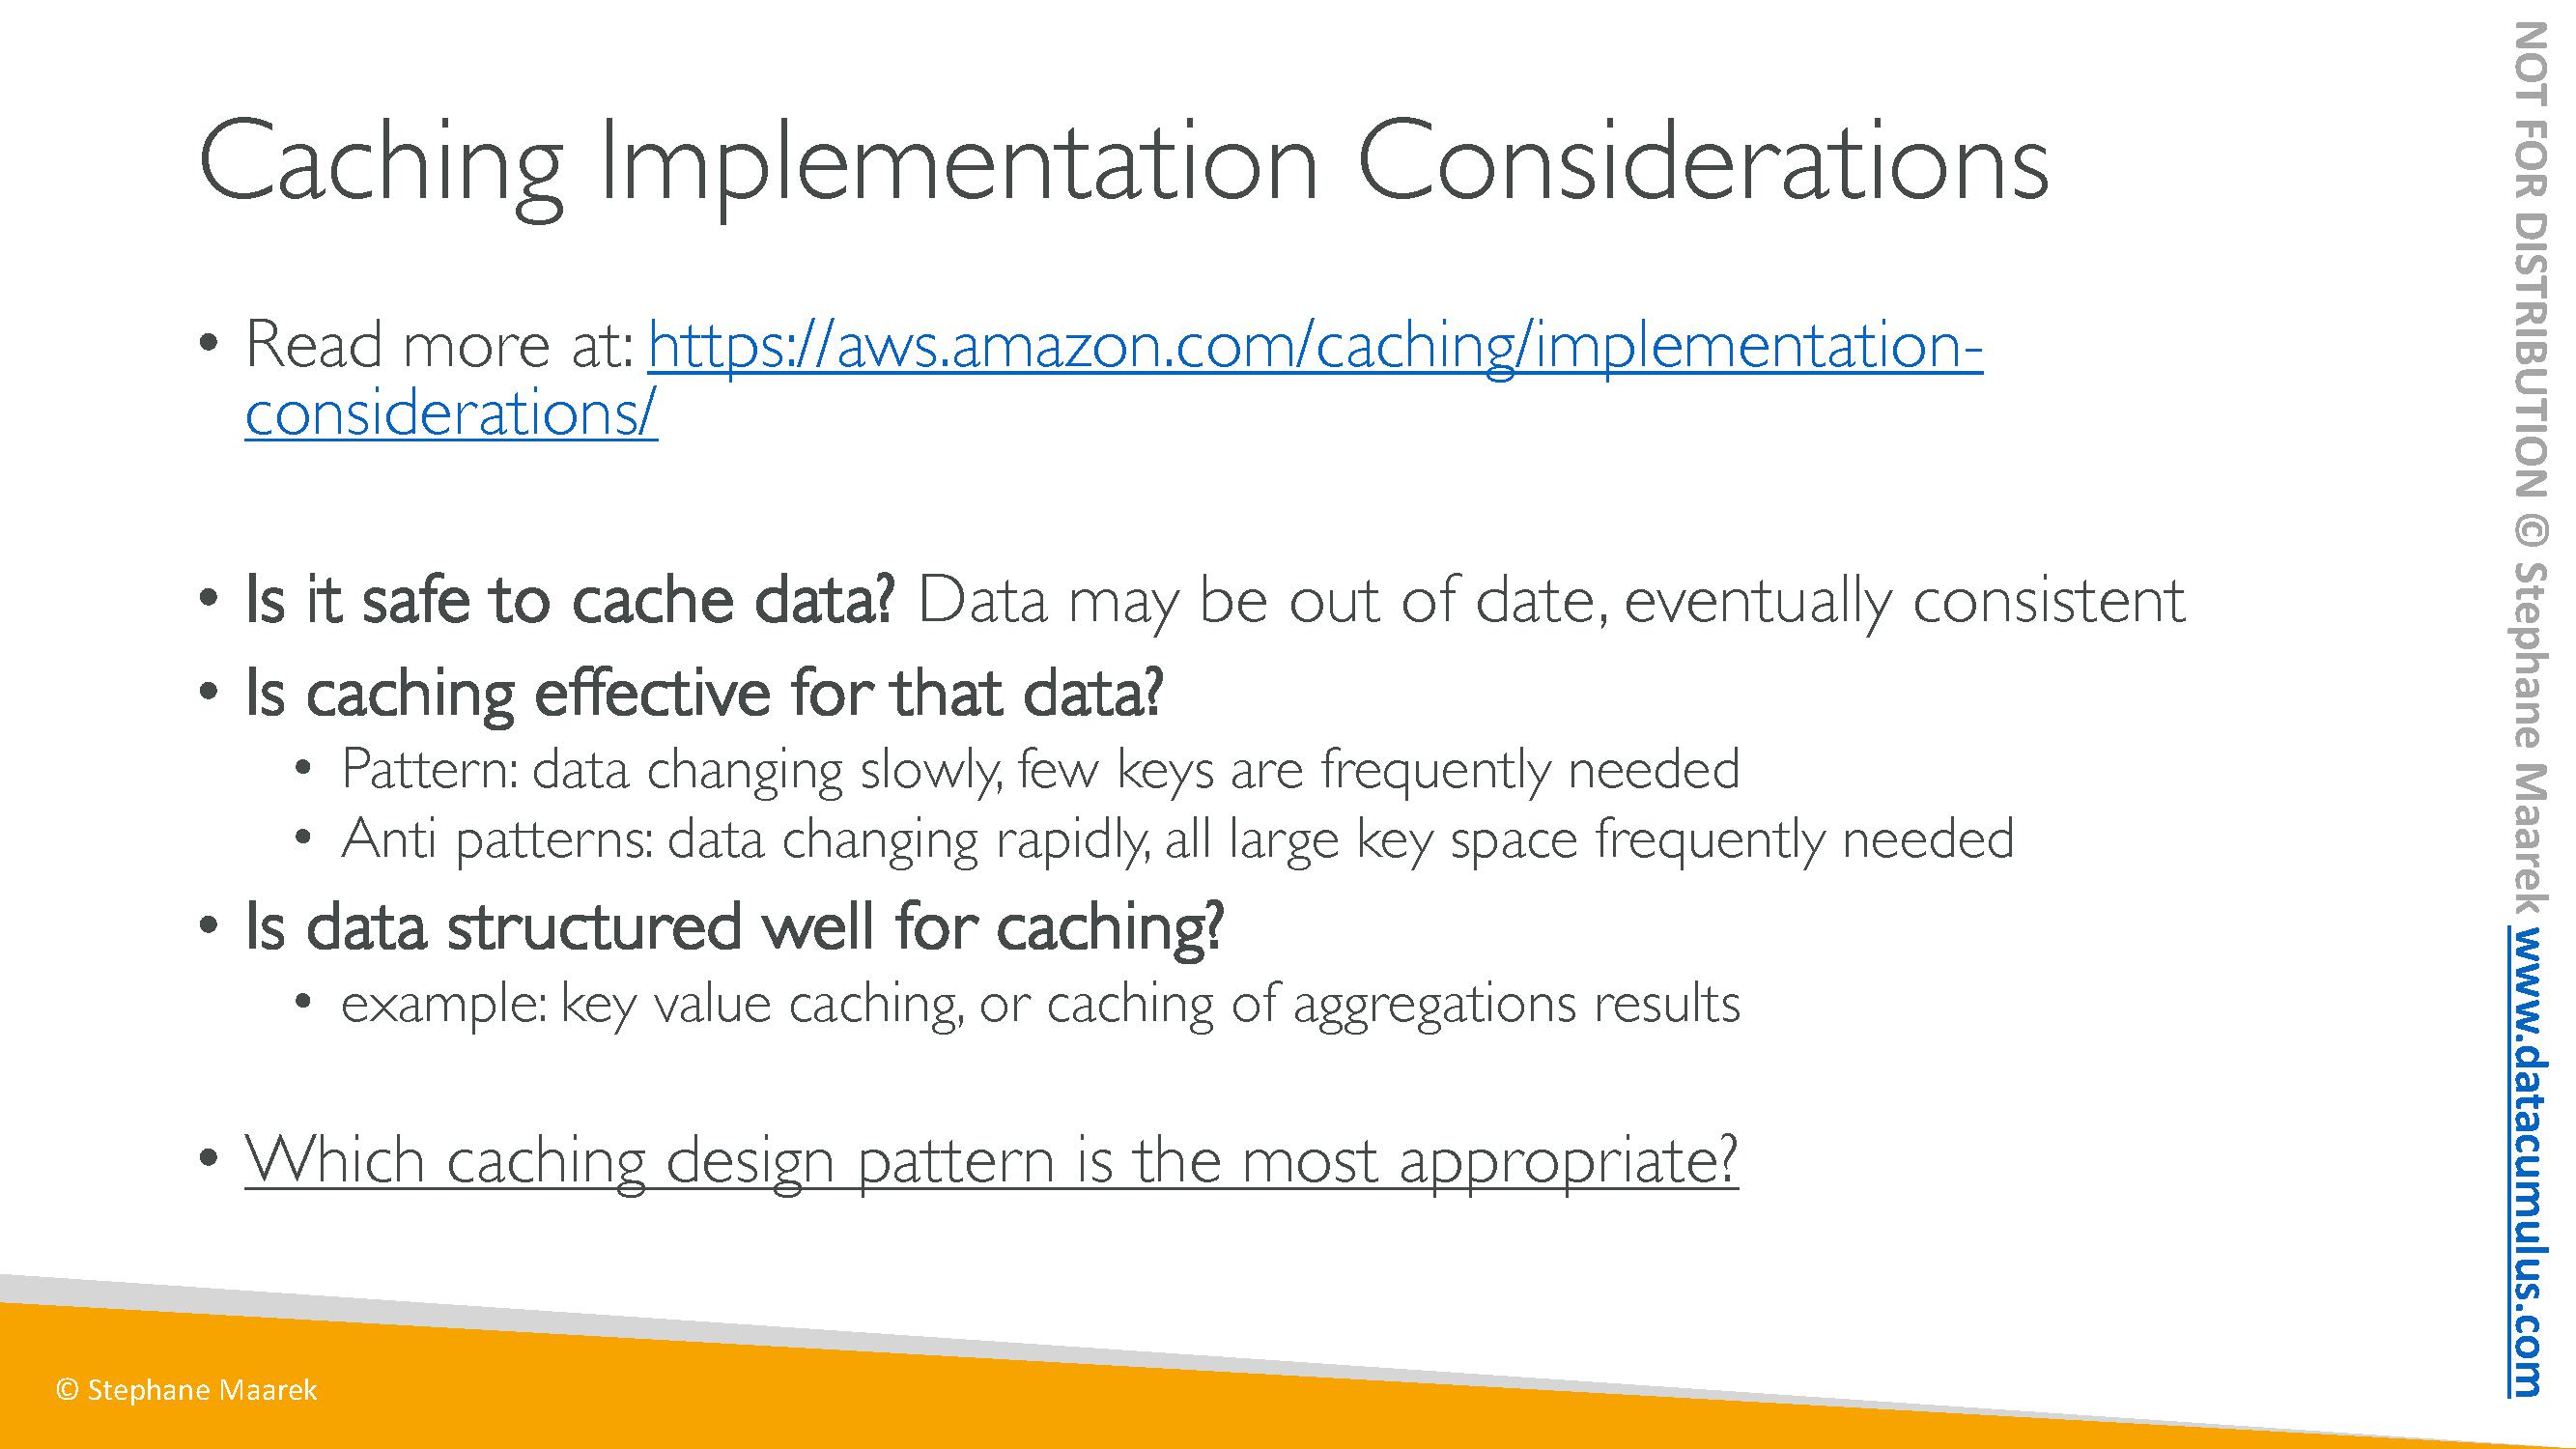 Caching Implementation Considerations
• Read more at: https://aws.amazon.com/caching/implementation-
considerations/
• Is it safe to cache data? Data may be out of date, eventually consistent
• Is caching effective for that data?
• Pattern: data changing slowly, few keys are frequently needed
• Anti patterns: data changing rapidly, all large key space frequently needed
• Is data structured well for caching?
• example: key value caching, or caching of aggregations results
• Which caching design pattern is the most appropriate?
© Stephane Maarek
NOT FOR DISTRIBUTION © Stephane Maarek www.datacumulus.com